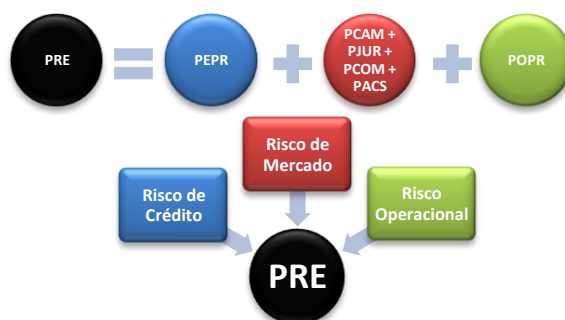 PRE
PEPR
PCAM +
PJUR +
PCOM +
PACS
POPR
Risco de
Mercado
Risco de
Crédito
Risco
Operacional
PRE